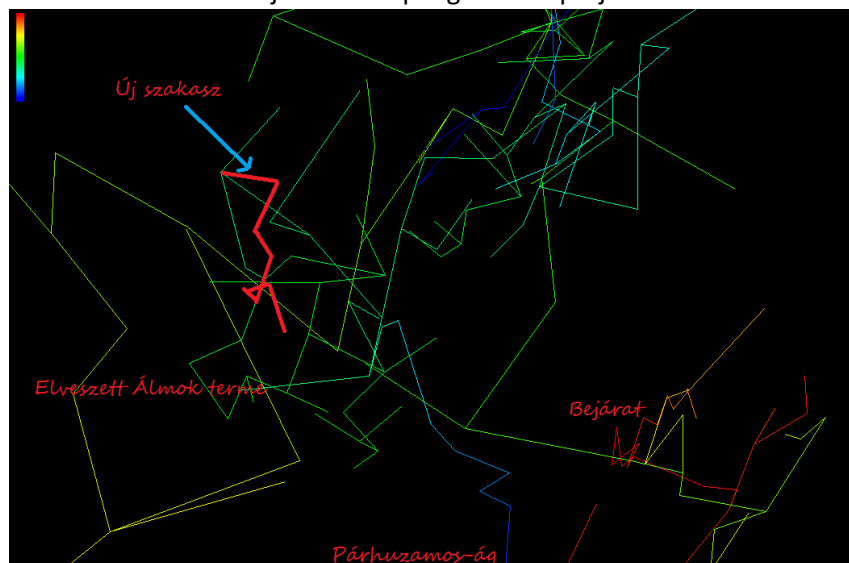 Új szakasz
Elveszett Álmok terme
Bejárat
Párhuzamos-ág